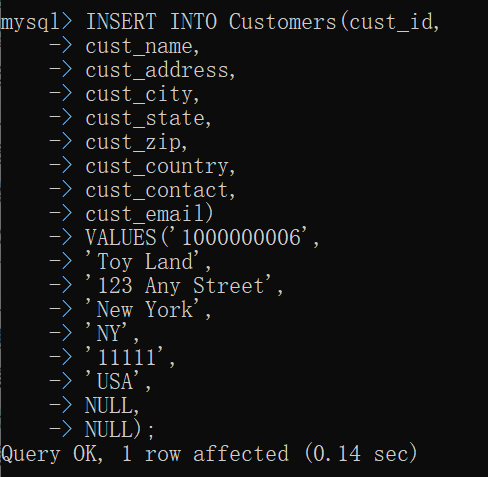 mysql> INSERT INTO Customers(cust_id,
    -> cust_name,
    -> cust_address,
    -> cust_city,
    -> cust_state,
    -> cust_zip,
    -> cust_country,
    -> cust_contact,
    -> cust_email)
    -> VALUES('1000000006',
    -> 'Toy Land',
    -> '123 Any Street',
    -> 'New York',
    -> 'NY',
    -> '11111',
    -> 'USA',
    -> NULL,
    -> NULL);
Query OK, 1 row affected (0.14 sec)